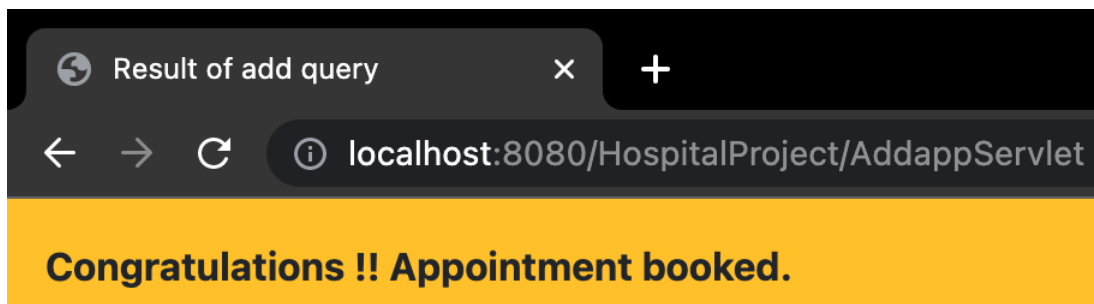 Result of add query
localhost:8080/HospitalProject/AddappServlet
Congratulations !! Appointment booked.